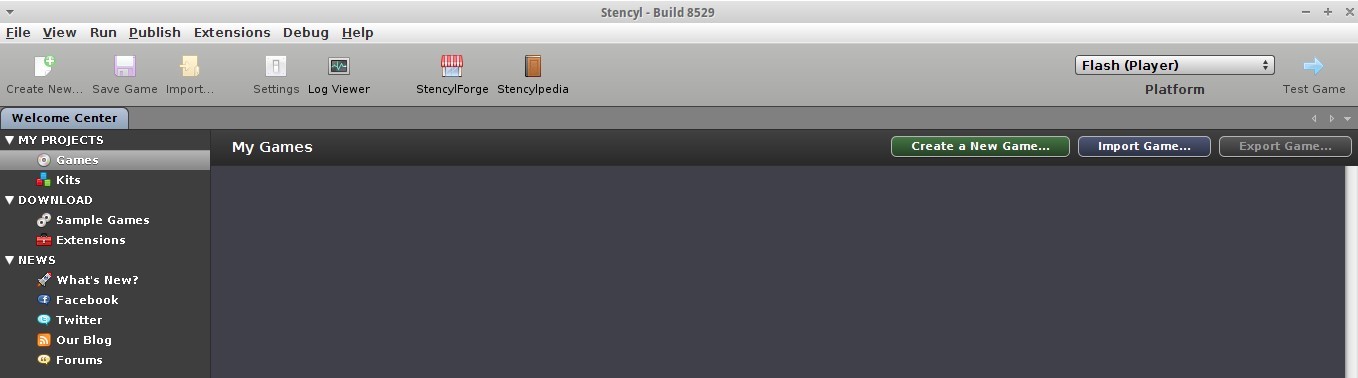 Stencyl - Build 8529
File View Run Publish Extensions Debug Help
Create New... Save Game Import... Settings Log Viewer StencylForge Stencylpedia Flash (Player) Platform Test Game
Welcome Center
MY PROJECTS
Games
Kits
DOWNLOAD
Sample Games
Extensions
NEWS
What's New?
Facebook
Twitter
Our Blog
Forums
My Games Create a New Game... Import Game... Export Game...